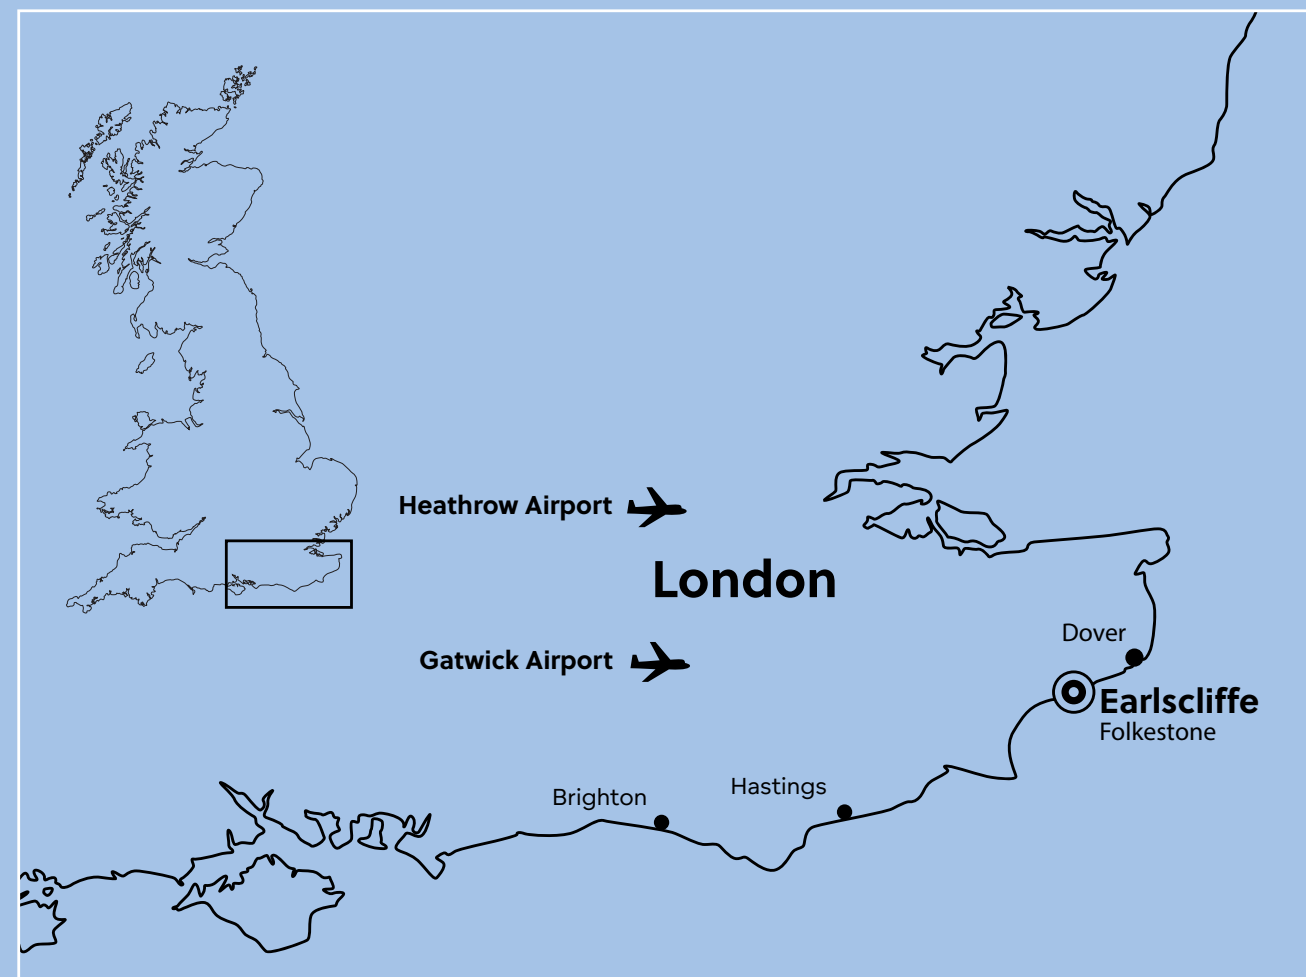 Heathrow Airport
London
Dover
Gatwick Airport
Earlscliffe
Folkestone
Hastings
Brighton